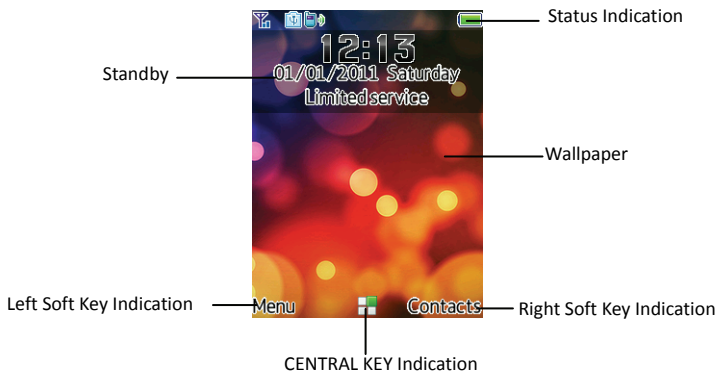 Status Indication
12:13
Standby
01/01/2011 Saturday
Limited service
Wallpaper
Left Soft Key Indication
Menu
Contacts
Right Soft Key Indication
CENTRAL KEY Indication